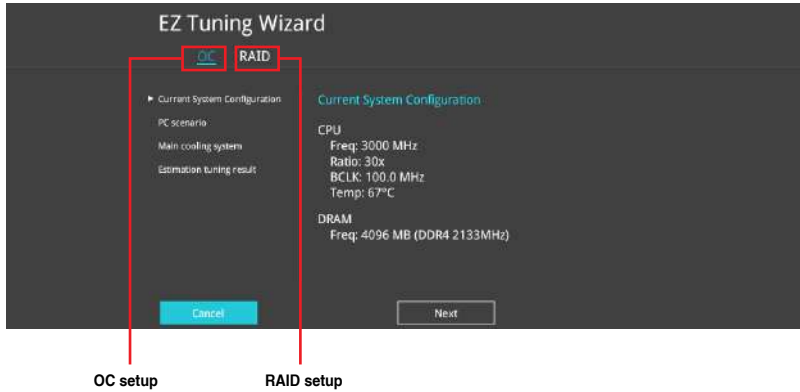 EZ Tuning Wizard
OC RAID
Current System Configuration
PC scenario
Main cooling system
Estimation tuning result
Current System Configuration
CPU
Freq: 3000 MHz
Ratio: 30x
BCLK: 100.0 MHz
Temp: 67°C
DRAM
Freq: 4096 MB (DDR4 2133MHz)
Cancel
Next
OC setup
RAID setup